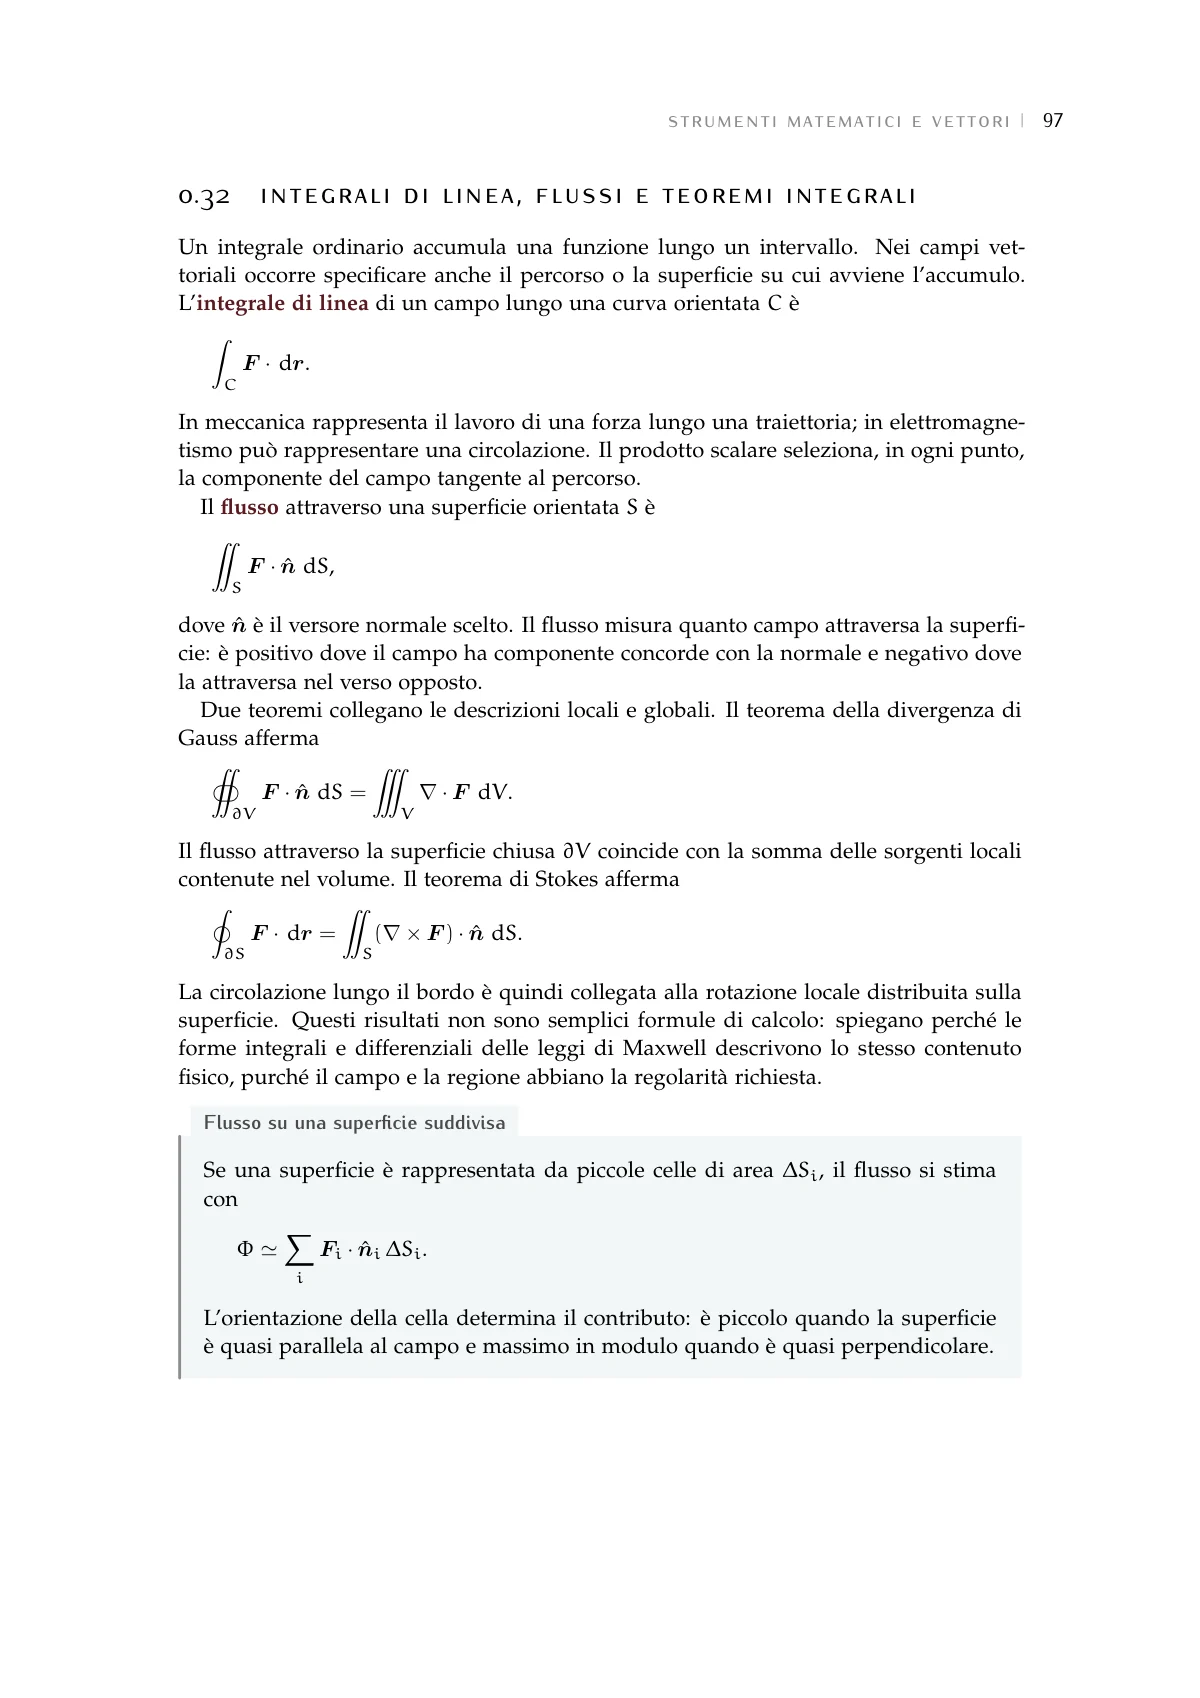 STRUMENTI MATEMATICI E VETTORI | 97
0.32 INTEGRALI DI LINEA, FLUSSI E TEOREMI INTEGRALI
Un integrale ordinario accumula una funzione lungo un intervallo. Nei campi vet-
toriali occorre specificare anche il percorso o la superficie su cui avviene l'accumulo.
L'integrale di linea di un campo lungo una curva orientata C è
∫_C F · dr.
In meccanica rappresenta il lavoro di una forza lungo una traiettoria; in elettromagne-
tismo può rappresentare una circolazione. Il prodotto scalare seleziona, in ogni punto,
la componente del campo tangente al percorso.
Il flusso attraverso una superficie orientata S è
∬_S F · n̂ dS,
dove n̂ è il versore normale scelto. Il flusso misura quanto campo attraversa la superfi-
cie: è positivo dove il campo ha componente concorde con la normale e negativo dove
la attraversa nel verso opposto.
Due teoremi collegano le descrizioni locali e globali. Il teorema della divergenza di
Gauss afferma
∯_∂V F · n̂ dS = ∭_V ∇ · F dV.
Il flusso attraverso la superficie chiusa ∂V coincide con la somma delle sorgenti locali
contenute nel volume. Il teorema di Stokes afferma
∮_∂S F · dr = ∬_S (∇ × F) · n̂ dS.
La circolazione lungo il bordo è quindi collegata alla rotazione locale distribuita sulla
superficie. Questi risultati non sono semplici formule di calcolo: spiegano perché le
forme integrali e differenziali delle leggi di Maxwell descrivono lo stesso contenuto
fisico, purché il campo e la regione abbiano la regolarità richiesta.
Flusso su una superficie suddivisa
Se una superficie è rappresentata da piccole celle di area ΔS_i, il flusso si stima
con
Φ ≃ ∑_i F_i · n̂_i ΔS_i.
L'orientazione della cella determina il contributo: è piccolo quando la superficie
è quasi parallela al campo e massimo in modulo quando è quasi perpendicolare.